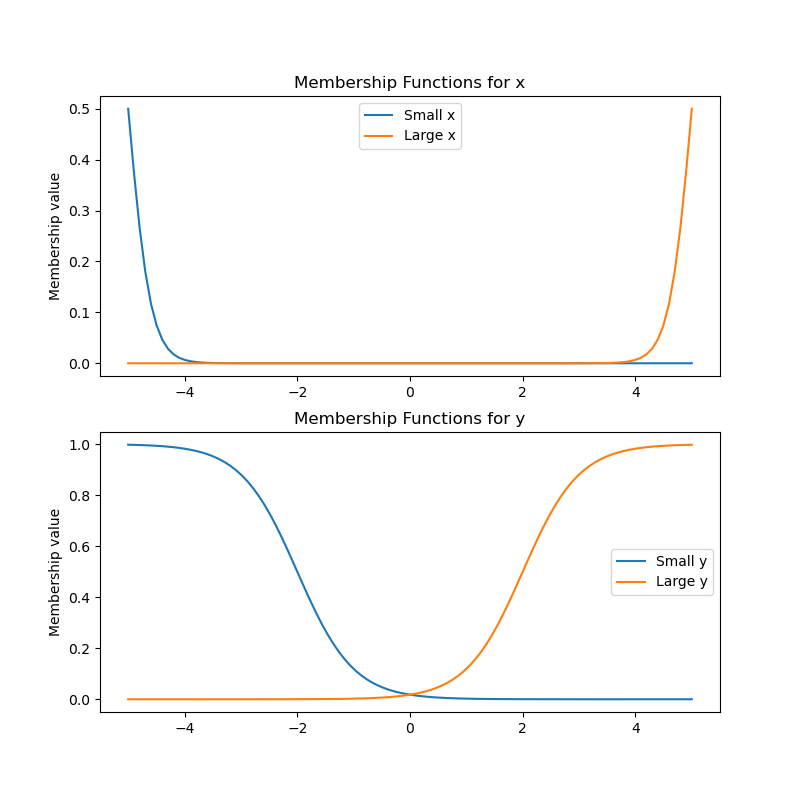 Membership Functions for x
Membership value
0.5
0.4
0.3
0.2
0.1
0.0
Small x
Large x
−4
−2
0
2
4
Membership Functions for y
Membership value
1.0
0.8
0.6
0.4
0.2
0.0
Small y
Large y
−4
−2
0
2
4